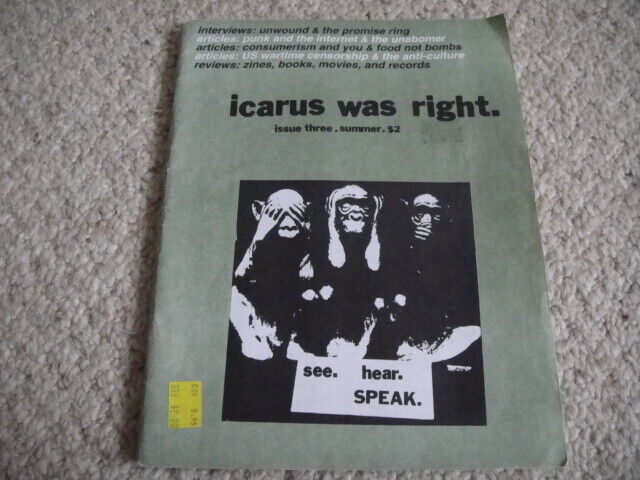 interviews: unwound & the promise ring
articles: punk and the internet & the unabomer
articles: consumerism and you & food not bombs
articles: US wartime censorship & the anti-culture
reviews: zines, books, movies, and records
icarus was right.
issue three . summer . $2
see. hear.
SPEAK.